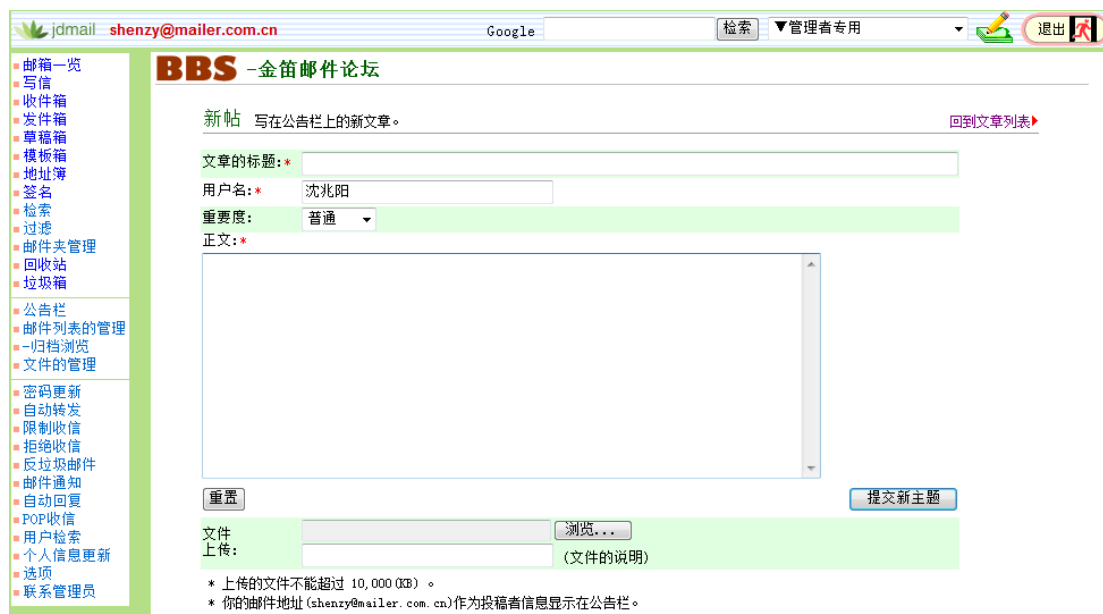 jdmail shenzy@mailer.com.cn Google 检索 ▼管理者专用 退出
邮箱一览
写信
收件箱
发件箱
草稿箱
模板箱
地址簿
签名
检索
过滤
邮件夹管理
回收站
垃圾箱
公告栏
邮件列表的管理
-归档浏览
文件的管理
密码更新
自动转发
限制收信
拒绝收信
反垃圾邮件
邮件通知
自动回复
POP收信
用户检索
个人信息更新
选项
联系管理员
BBS -金笛邮件论坛
新帖 写在公告栏上的新文章。 回到文章列表
文章的标题:*
用户名:* 沈兆阳
重要度: 普通
正文:*
重置 提交新主题
文件 浏览...
上传: (文件的说明)
* 上传的文件不能超过 10,000(KB) 。
* 你的邮件地址(shenzy@mailer.com.cn)作为投稿者信息显示在公告栏。